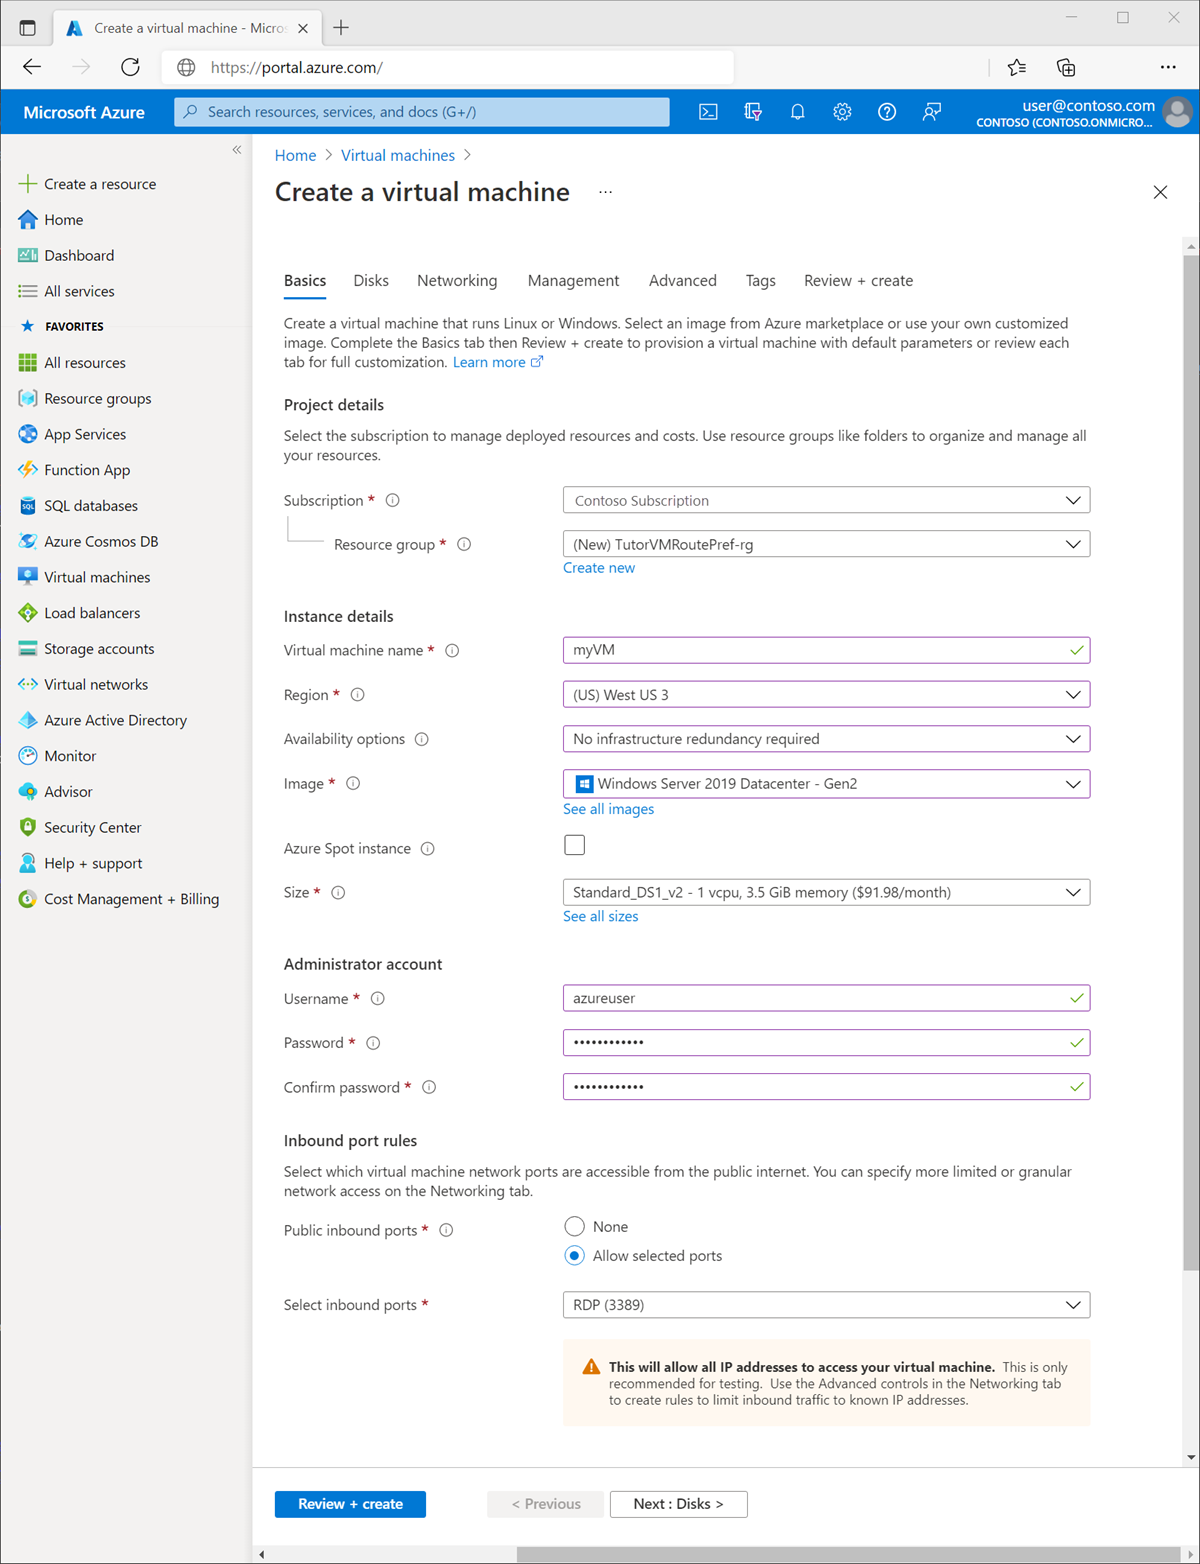 Create a virtual machine - Micros
https://portal.azure.com/
Microsoft Azure
Search resources, services, and docs (G+/)
user@contoso.com
CONTOSO (CONTOSO.ONMICRO...
Create a resource
Home
Dashboard
All services
FAVORITES
All resources
Resource groups
App Services
Function App
SQL databases
Azure Cosmos DB
Virtual machines
Load balancers
Storage accounts
Virtual networks
Azure Active Directory
Monitor
Advisor
Security Center
Help + support
Cost Management + Billing
Home > Virtual machines >
Create a virtual machine ...
Basics Disks Networking Management Advanced Tags Review + create
Create a virtual machine that runs Linux or Windows. Select an image from Azure marketplace or use your own customized
image. Complete the Basics tab then Review + create to provision a virtual machine with default parameters or review each
tab for full customization. Learn more
Project details
Select the subscription to manage deployed resources and costs. Use resource groups like folders to organize and manage all
your resources.
Subscription * Contoso Subscription
Resource group * (New) TutorVMRoutePref-rg
Create new
Instance details
Virtual machine name * myVM
Region * (US) West US 3
Availability options No infrastructure redundancy required
Image * Windows Server 2019 Datacenter - Gen2
See all images
Azure Spot instance
Size * Standard_DS1_v2 - 1 vcpu, 3.5 GiB memory ($91.98/month)
See all sizes
Administrator account
Username * azureuser
Password * ••••••••••••
Confirm password * ••••••••••••
Inbound port rules
Select which virtual machine network ports are accessible from the public internet. You can specify more limited or granular
network access on the Networking tab.
Public inbound ports * None
Allow selected ports
Select inbound ports * RDP (3389)
This will allow all IP addresses to access your virtual machine. This is only
recommended for testing. Use the Advanced controls in the Networking tab
to create rules to limit inbound traffic to known IP addresses.
Review + create < Previous Next : Disks >